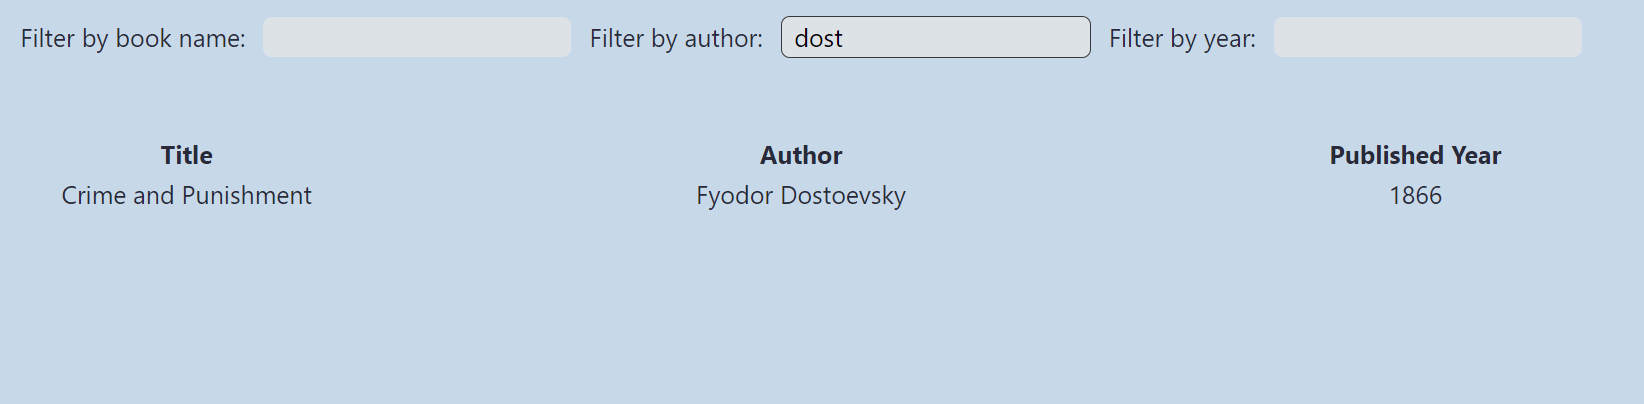 Filter by book name: Filter by author: dost Filter by year:
Title Author Published Year
Crime and Punishment Fyodor Dostoevsky 1866